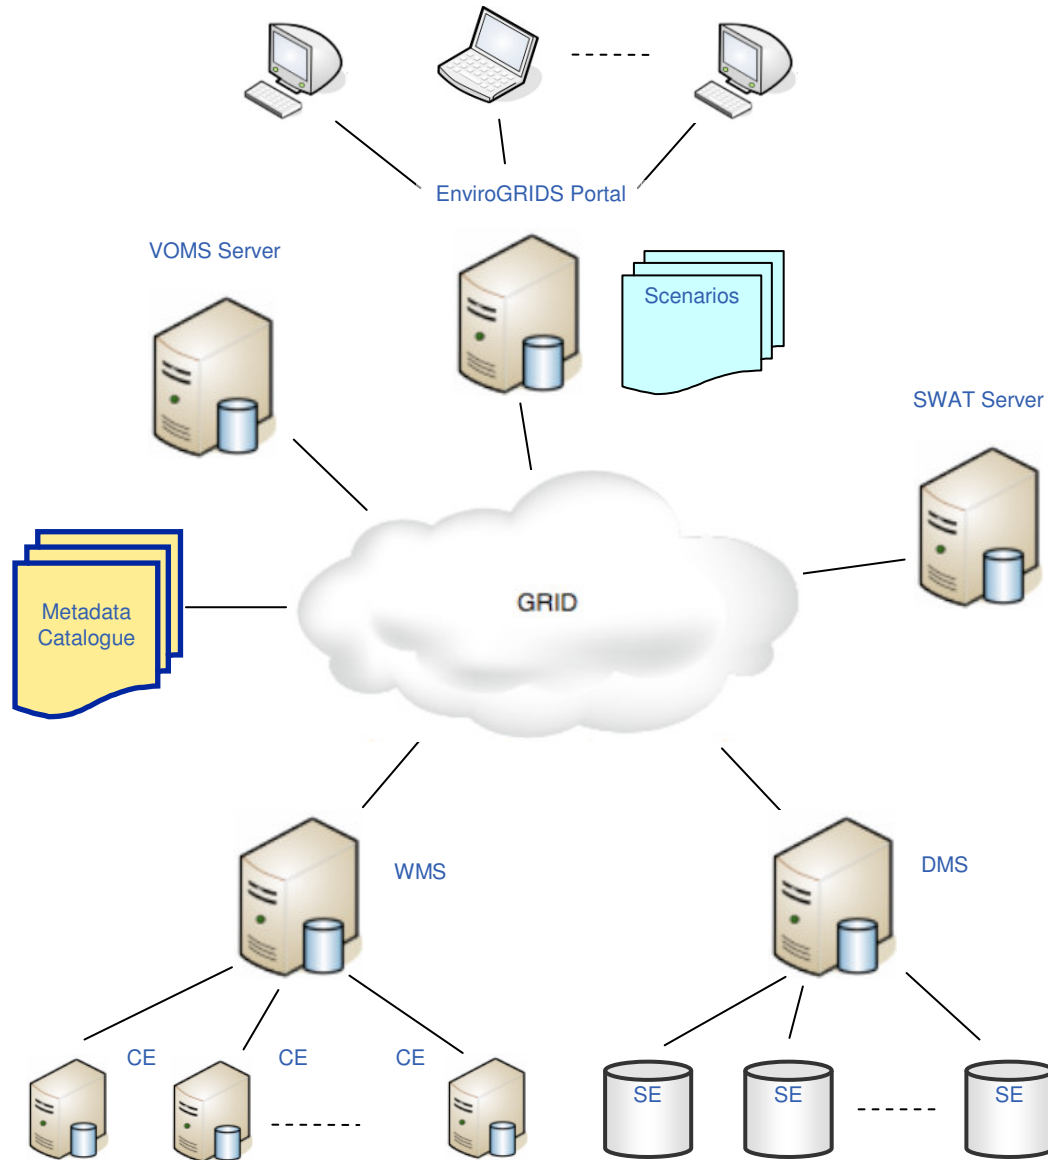 EnviroGRIDS Portal
VOMS Server
Scenarios
SWAT Server
GRID
Metadata
Catalogue
WMS
DMS
CE
CE
CE
SE
SE
SE